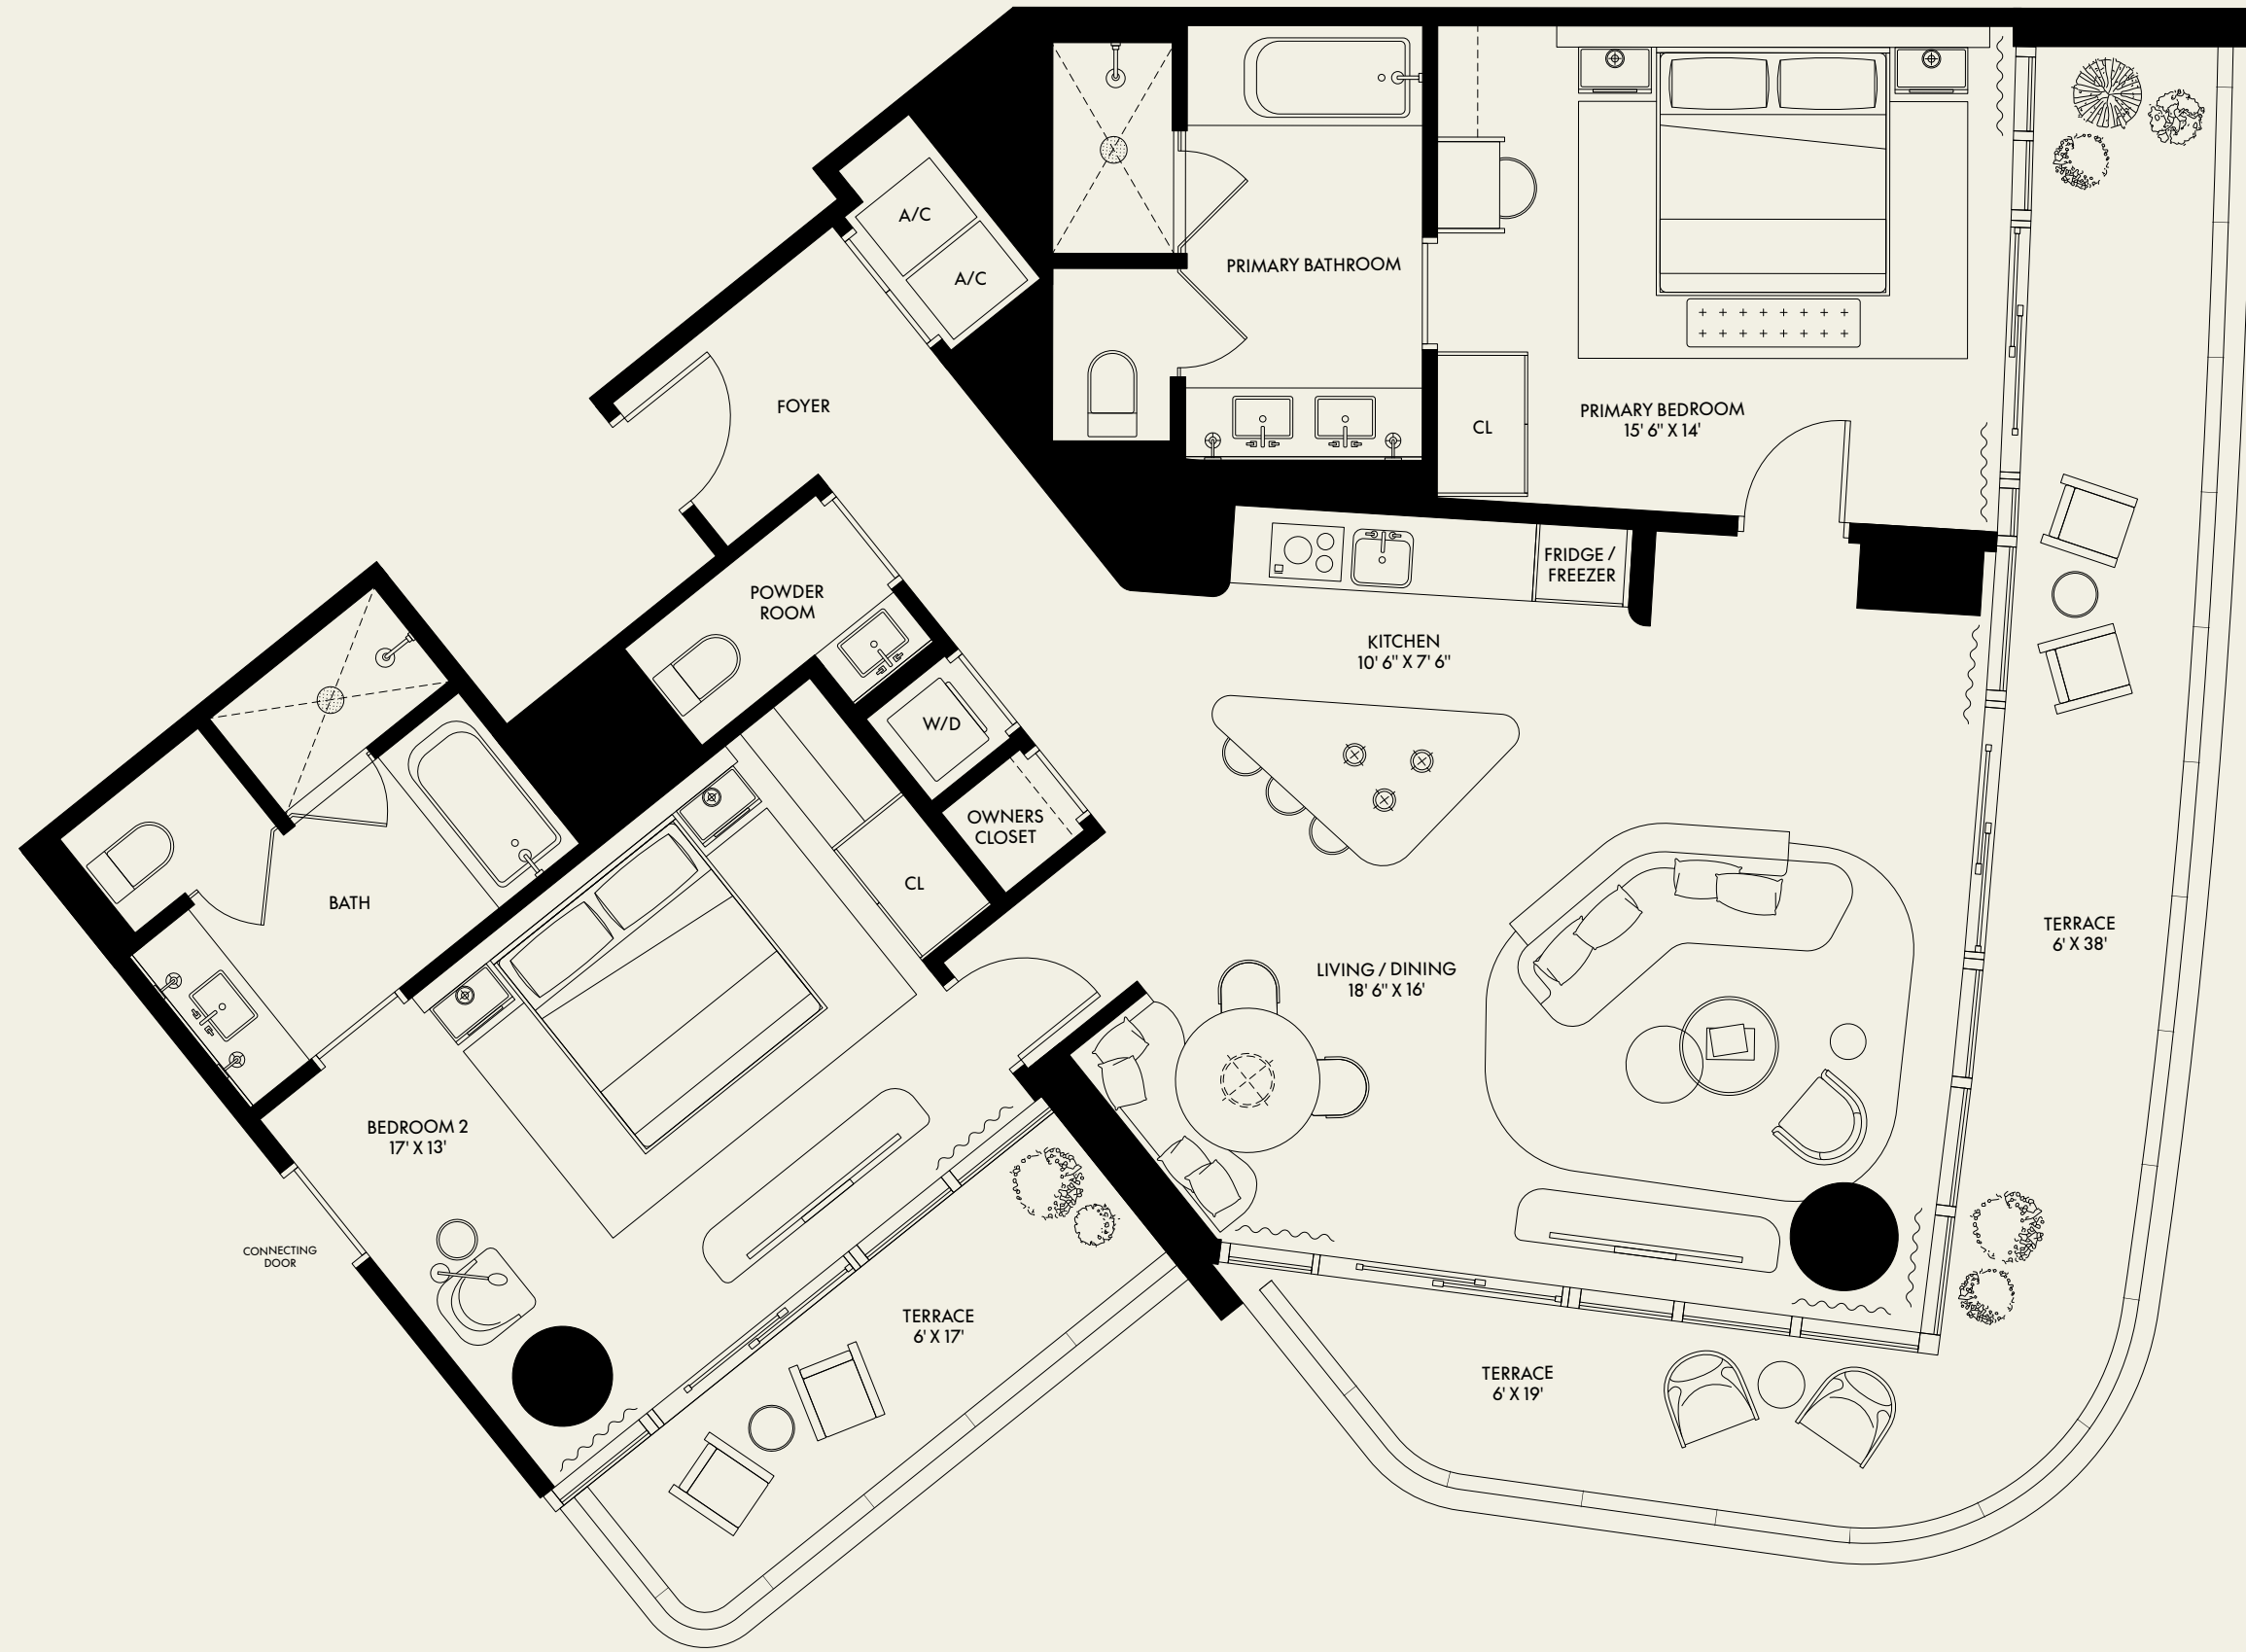 A/C
A/C
PRIMARY BATHROOM
FOYER
PRIMARY BEDROOM
15' 6" X 14'
CL
FRIDGE /
FREEZER
POWDER
ROOM
KITCHEN
10' 6" X 7' 6"
W/D
OWNERS
CLOSET
CL
BATH
TERRACE
6' X 38'
LIVING / DINING
18' 6" X 16'
BEDROOM 2
17' X 13'
CONNECTING
DOOR
TERRACE
6' X 17'
TERRACE
6' X 19'